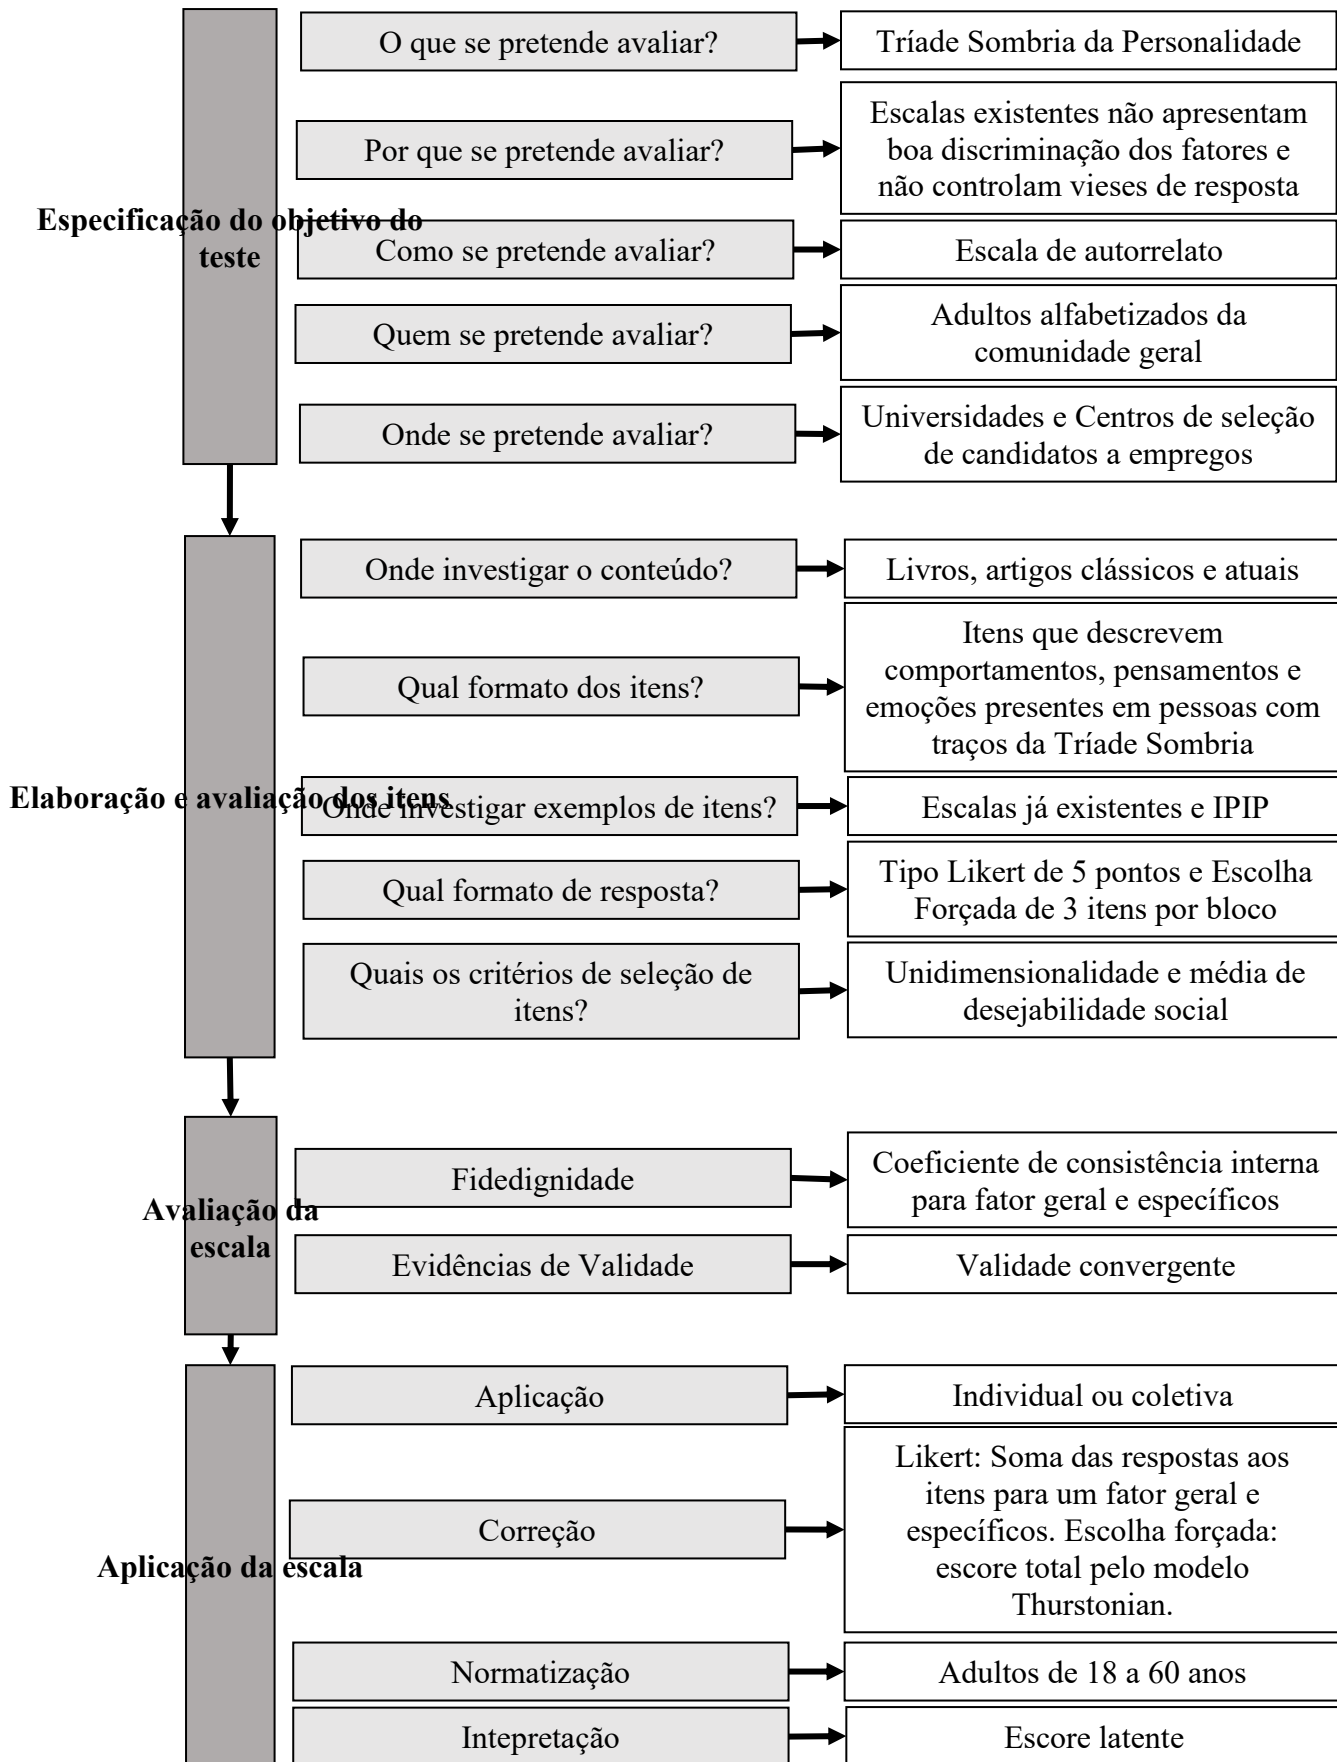 Especificação do objetivo do
teste
O que se pretende avaliar?
Tríade Sombria da Personalidade
Por que se pretende avaliar?
Escalas existentes não apresentam
boa discriminação dos fatores e
não controlam vieses de resposta
Como se pretende avaliar?
Escala de autorrelato
Quem se pretende avaliar?
Adultos alfabetizados da
comunidade geral
Onde se pretende avaliar?
Universidades e Centros de seleção
de candidatos a empregos
Elaboração e avaliação dos itens
Onde investigar o conteúdo?
Livros, artigos clássicos e atuais
Qual formato dos itens?
Itens que descrevem
comportamentos, pensamentos e
emoções presentes em pessoas com
traços da Tríade Sombria
Onde investigar exemplos de itens?
Escalas já existentes e IPIP
Qual formato de resposta?
Tipo Likert de 5 pontos e Escolha
Forçada de 3 itens por bloco
Quais os critérios de seleção de
itens?
Unidimensionalidade e média de
desejabilidade social
Avaliação da
escala
Fidedignidade
Coeficiente de consistência interna
para fator geral e específicos
Evidências de Validade
Validade convergente
Aplicação da escala
Aplicação
Individual ou coletiva
Correção
Likert: Soma das respostas aos
itens para um fator geral e
específicos. Escolha forçada:
escore total pelo modelo
Thurstonian.
Normatização
Adultos de 18 a 60 anos
Intepretação
Escore latente